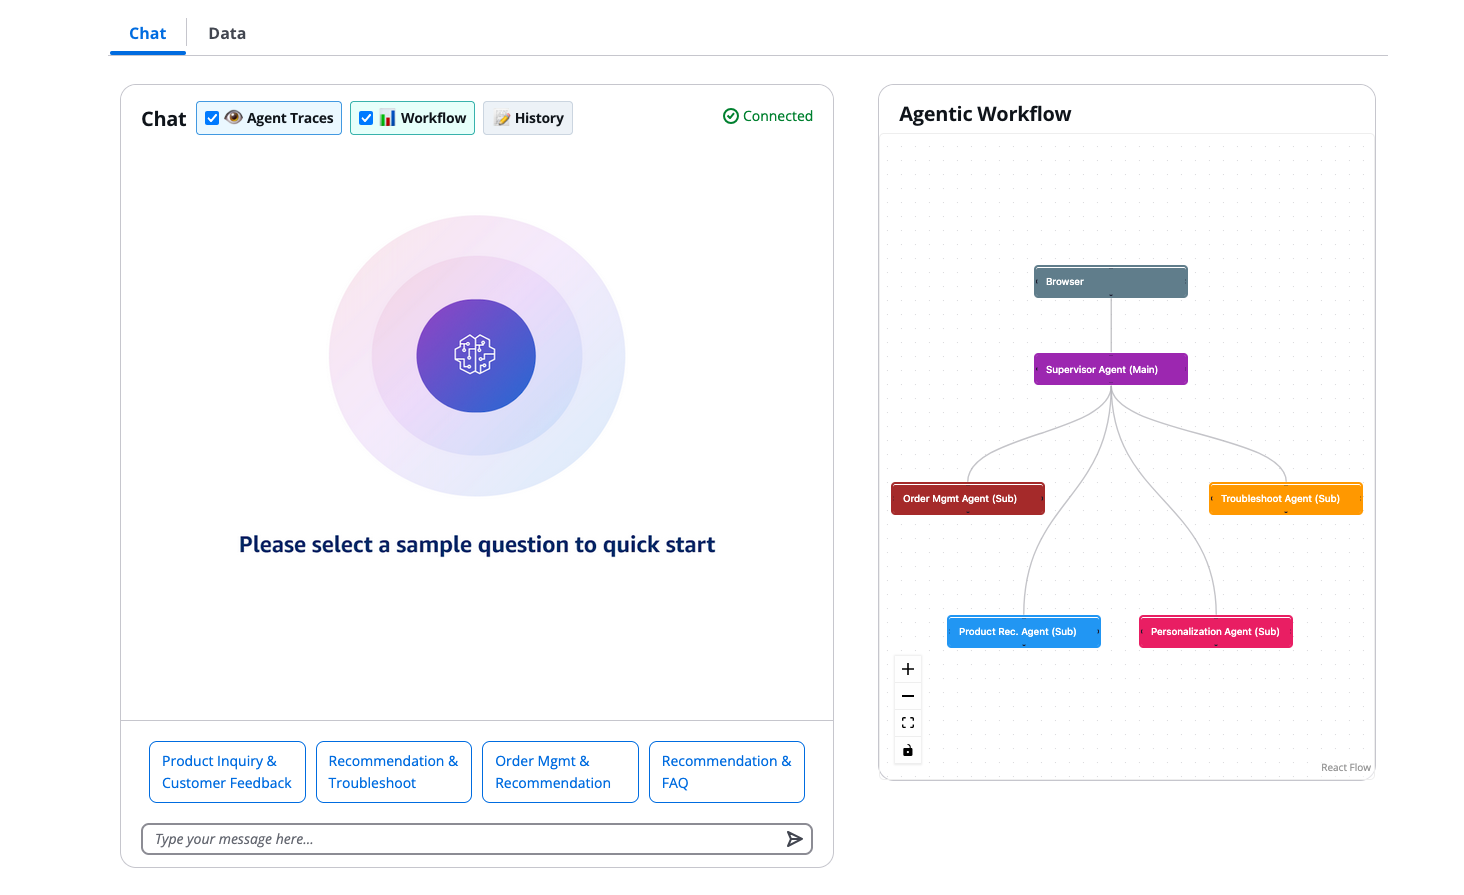 Chat
Data
Chat
Agent Traces
Workflow
History
Connected
Please select a sample question to quick start
Product Inquiry &
Customer Feedback
Recommendation &
Troubleshoot
Order Mgmt &
Recommendation
Recommendation &
FAQ
Type your message here...
Agentic Workflow
Browser
Supervisor Agent (Main)
Order Mgmt Agent (Sub)
Troubleshoot Agent (Sub)
Product Rec. Agent (Sub)
Personalization Agent (Sub)
React Flow